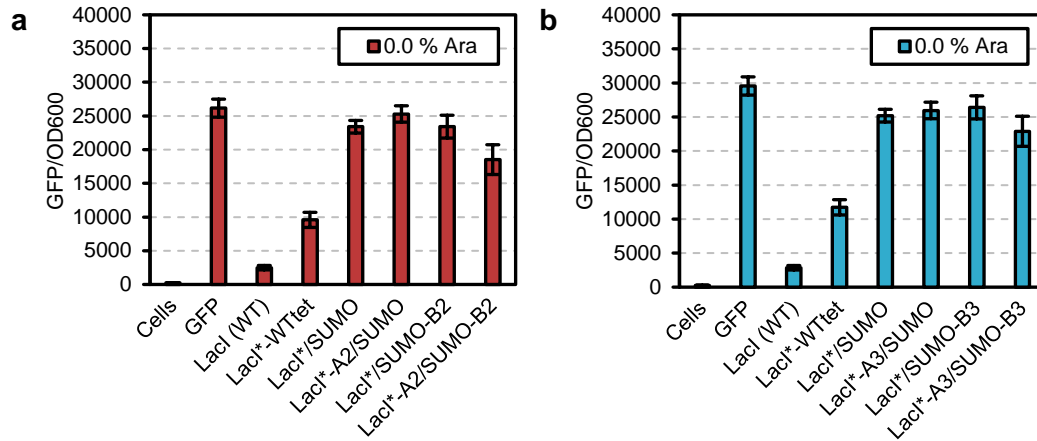 a
GFP/OD600
40000
35000
30000
25000
20000
15000
10000
5000
0
0.0 % Ara
Cells
GFP
LacI (WT)
LacI*-WTtet
LacI*/SUMO
LacI*-A2/SUMO
LacI*/SUMO-B2
LacI*-A2/SUMO-B2
b
GFP/OD600
40000
35000
30000
25000
20000
15000
10000
5000
0
0.0 % Ara
Cells
GFP
LacI (WT)
LacI*-WTtet
LacI*/SUMO
LacI*-A3/SUMO
LacI*/SUMO-B3
LacI*-A3/SUMO-B3